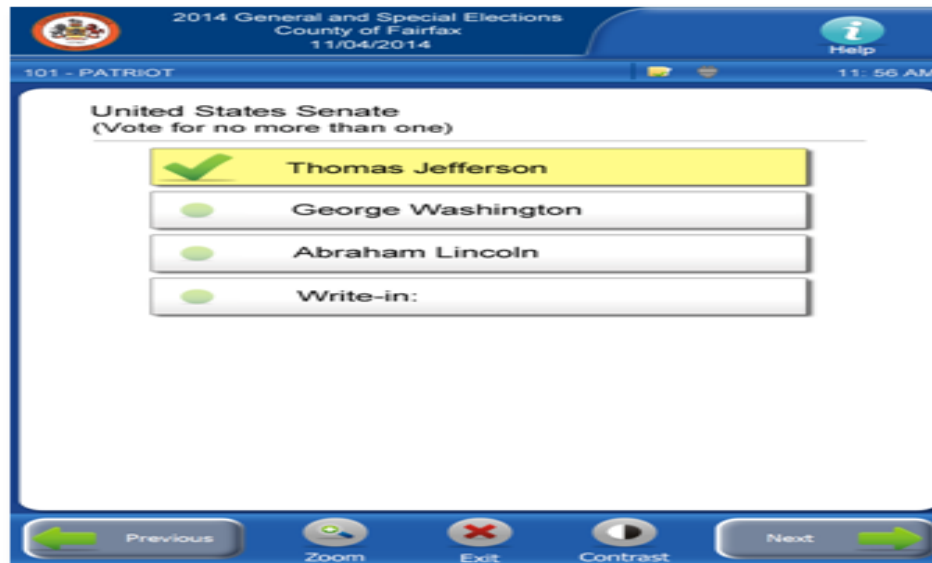 2014 General and Special Elections
County of Fairfax
11/04/2014
Help
101 - PATRIOT
11: 56 AM
United States Senate
(Vote for no more than one)
Thomas Jefferson
George Washington
Abraham Lincoln
Write-in:
Previous
Zoom
Exit
Contrast
Next